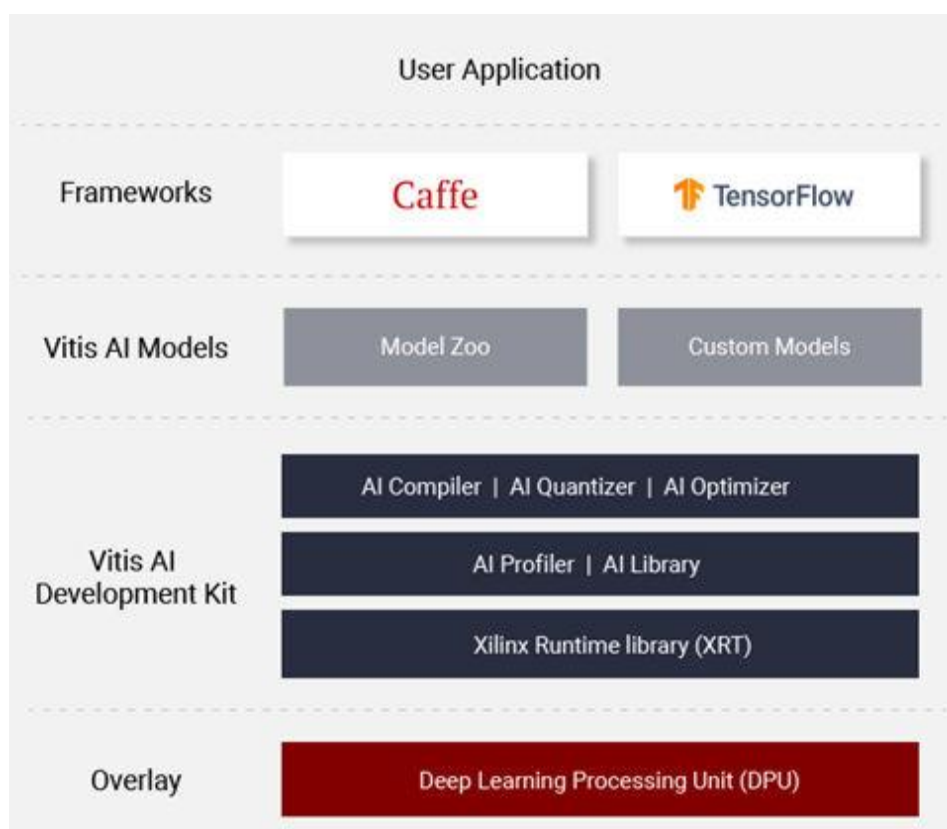 User Application
Frameworks
Caffe
TensorFlow
Vitis AI Models
Model Zoo
Custom Models
Vitis AI
Development Kit
AI Compiler | AI Quantizer | AI Optimizer
AI Profiler | AI Library
Xilinx Runtime library (XRT)
Overlay
Deep Learning Processing Unit (DPU)